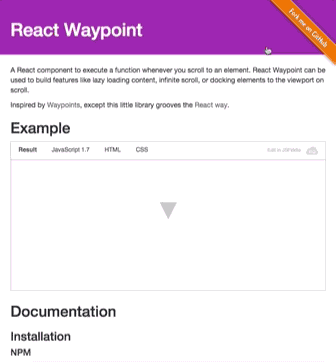 React Waypoint
Fork me on GitHub
A React component to execute a function whenever you scroll to an element. React Waypoint can be
used to build features like lazy loading content, infinite scroll, or docking elements to the viewport on
scroll.
Inspired by Waypoints, except this little library grooves the React way.
Example
Result JavaScript 1.7 HTML CSS
Edit in JSFiddle
Documentation
Installation
NPM